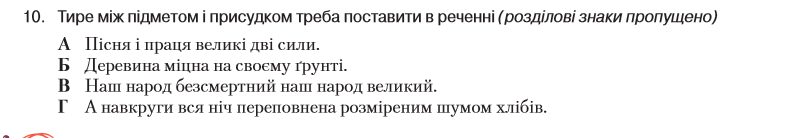 10. Тире між підметом і присудком треба поставити в реченні (розділові знаки пропущено)
А Пісня і праця великі дві сили.
Б Деревина міцна на своєму ґрунті.
В Наш народ безсмертний наш народ великий.
Г А навкруги вся ніч переповнена розміреним шумом хлібів.